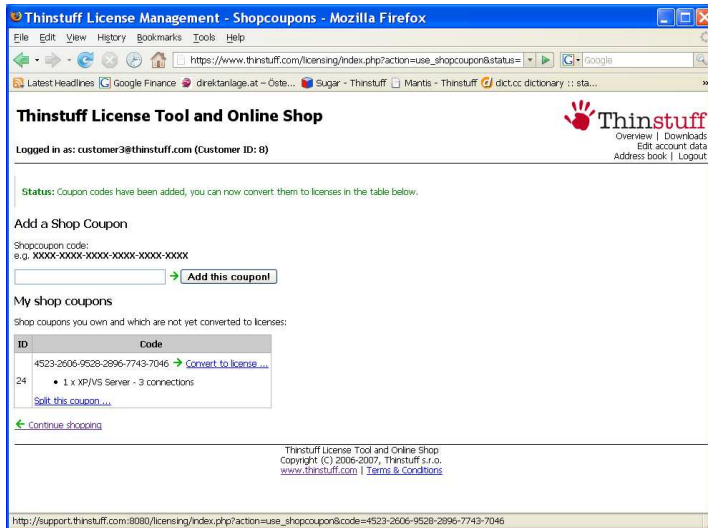 Thinstuff License Management - Shopcoupons - Mozilla Firefox
File Edit View History Bookmarks Tools Help
https://www.thinstuff.com/licensing/index.php?action=use_shopcoupon&status=
Google
Latest Headlines Google Finance direktanlage.at – Öste... Sugar - Thinstuff Mantis - Thinstuff dict.cc dictionary :: sta... »
Thinstuff License Tool and Online Shop
Thinstuff
Overview | Downloads
Edit account data
Logged in as: customer3@thinstuff.com (Customer ID: 8)
Address book | Logout
Status: Coupon codes have been added, you can now convert them to licenses in the table below.
Add a Shop Coupon
Shopcoupon code:
e.g. XXXX-XXXX-XXXX-XXXX-XXXX-XXXX
Add this coupon!
My shop coupons
Shop coupons you own and which are not yet converted to licenses:
ID Code
4523-2606-9528-2896-7743-7046 Convert to license ...
24 • 1 x XP/VS Server - 3 connections
Split this coupon ...
Continue shopping
Thinstuff License Tool and Online Shop
Copyright (C) 2006-2007, Thinstuff s.r.o.
www.thinstuff.com | Terms & Conditions
http://support.thinstuff.com:8080/licensing/index.php?action=use_shopcoupon&code=4523-2606-9528-2896-7743-7046